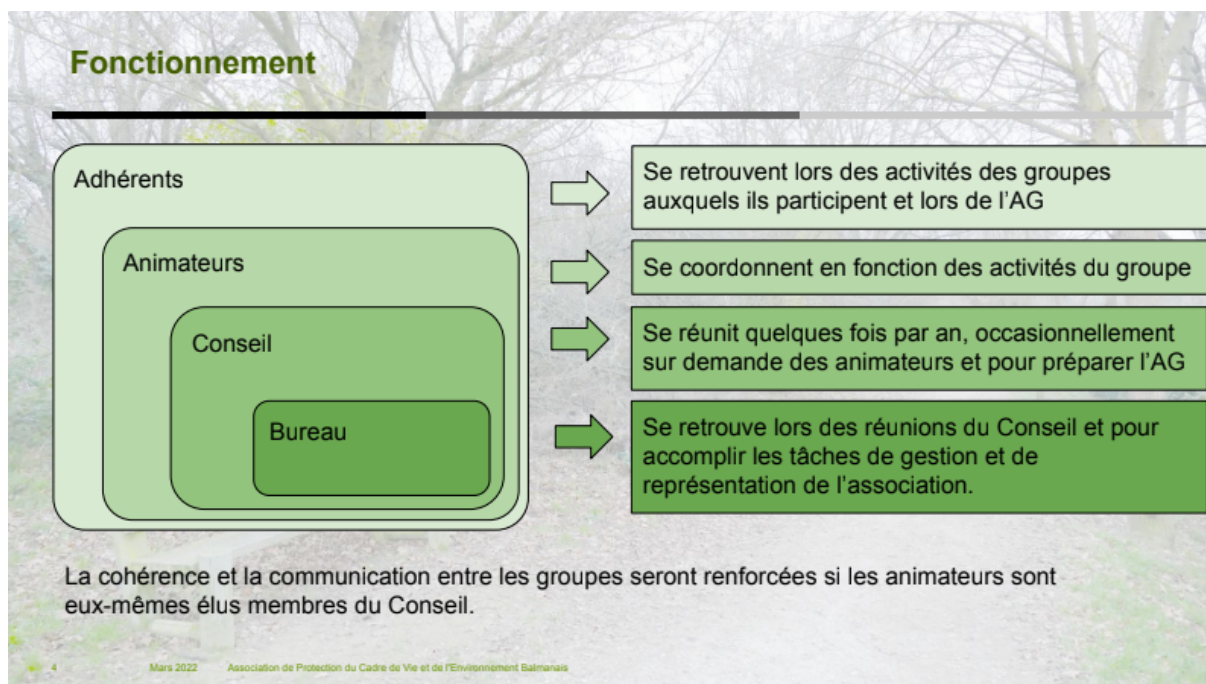 Fonctionnement
Adhérents
Se retrouvent lors des activités des groupes
auxquels ils participent et lors de l'AG
Animateurs
Se coordonnent en fonction des activités du groupe
Conseil
Se réunit quelques fois par an, occasionnellement
sur demande des animateurs et pour préparer l'AG
Bureau
Se retrouve lors des réunions du Conseil et pour
accomplir les tâches de gestion et de
représentation de l'association.
La cohérence et la communication entre les groupes seront renforcées si les animateurs sont
eux-mêmes élus membres du Conseil.
4 Mars 2022 Association de Protection du Cadre de Vie et de l'Environnement Balmanais